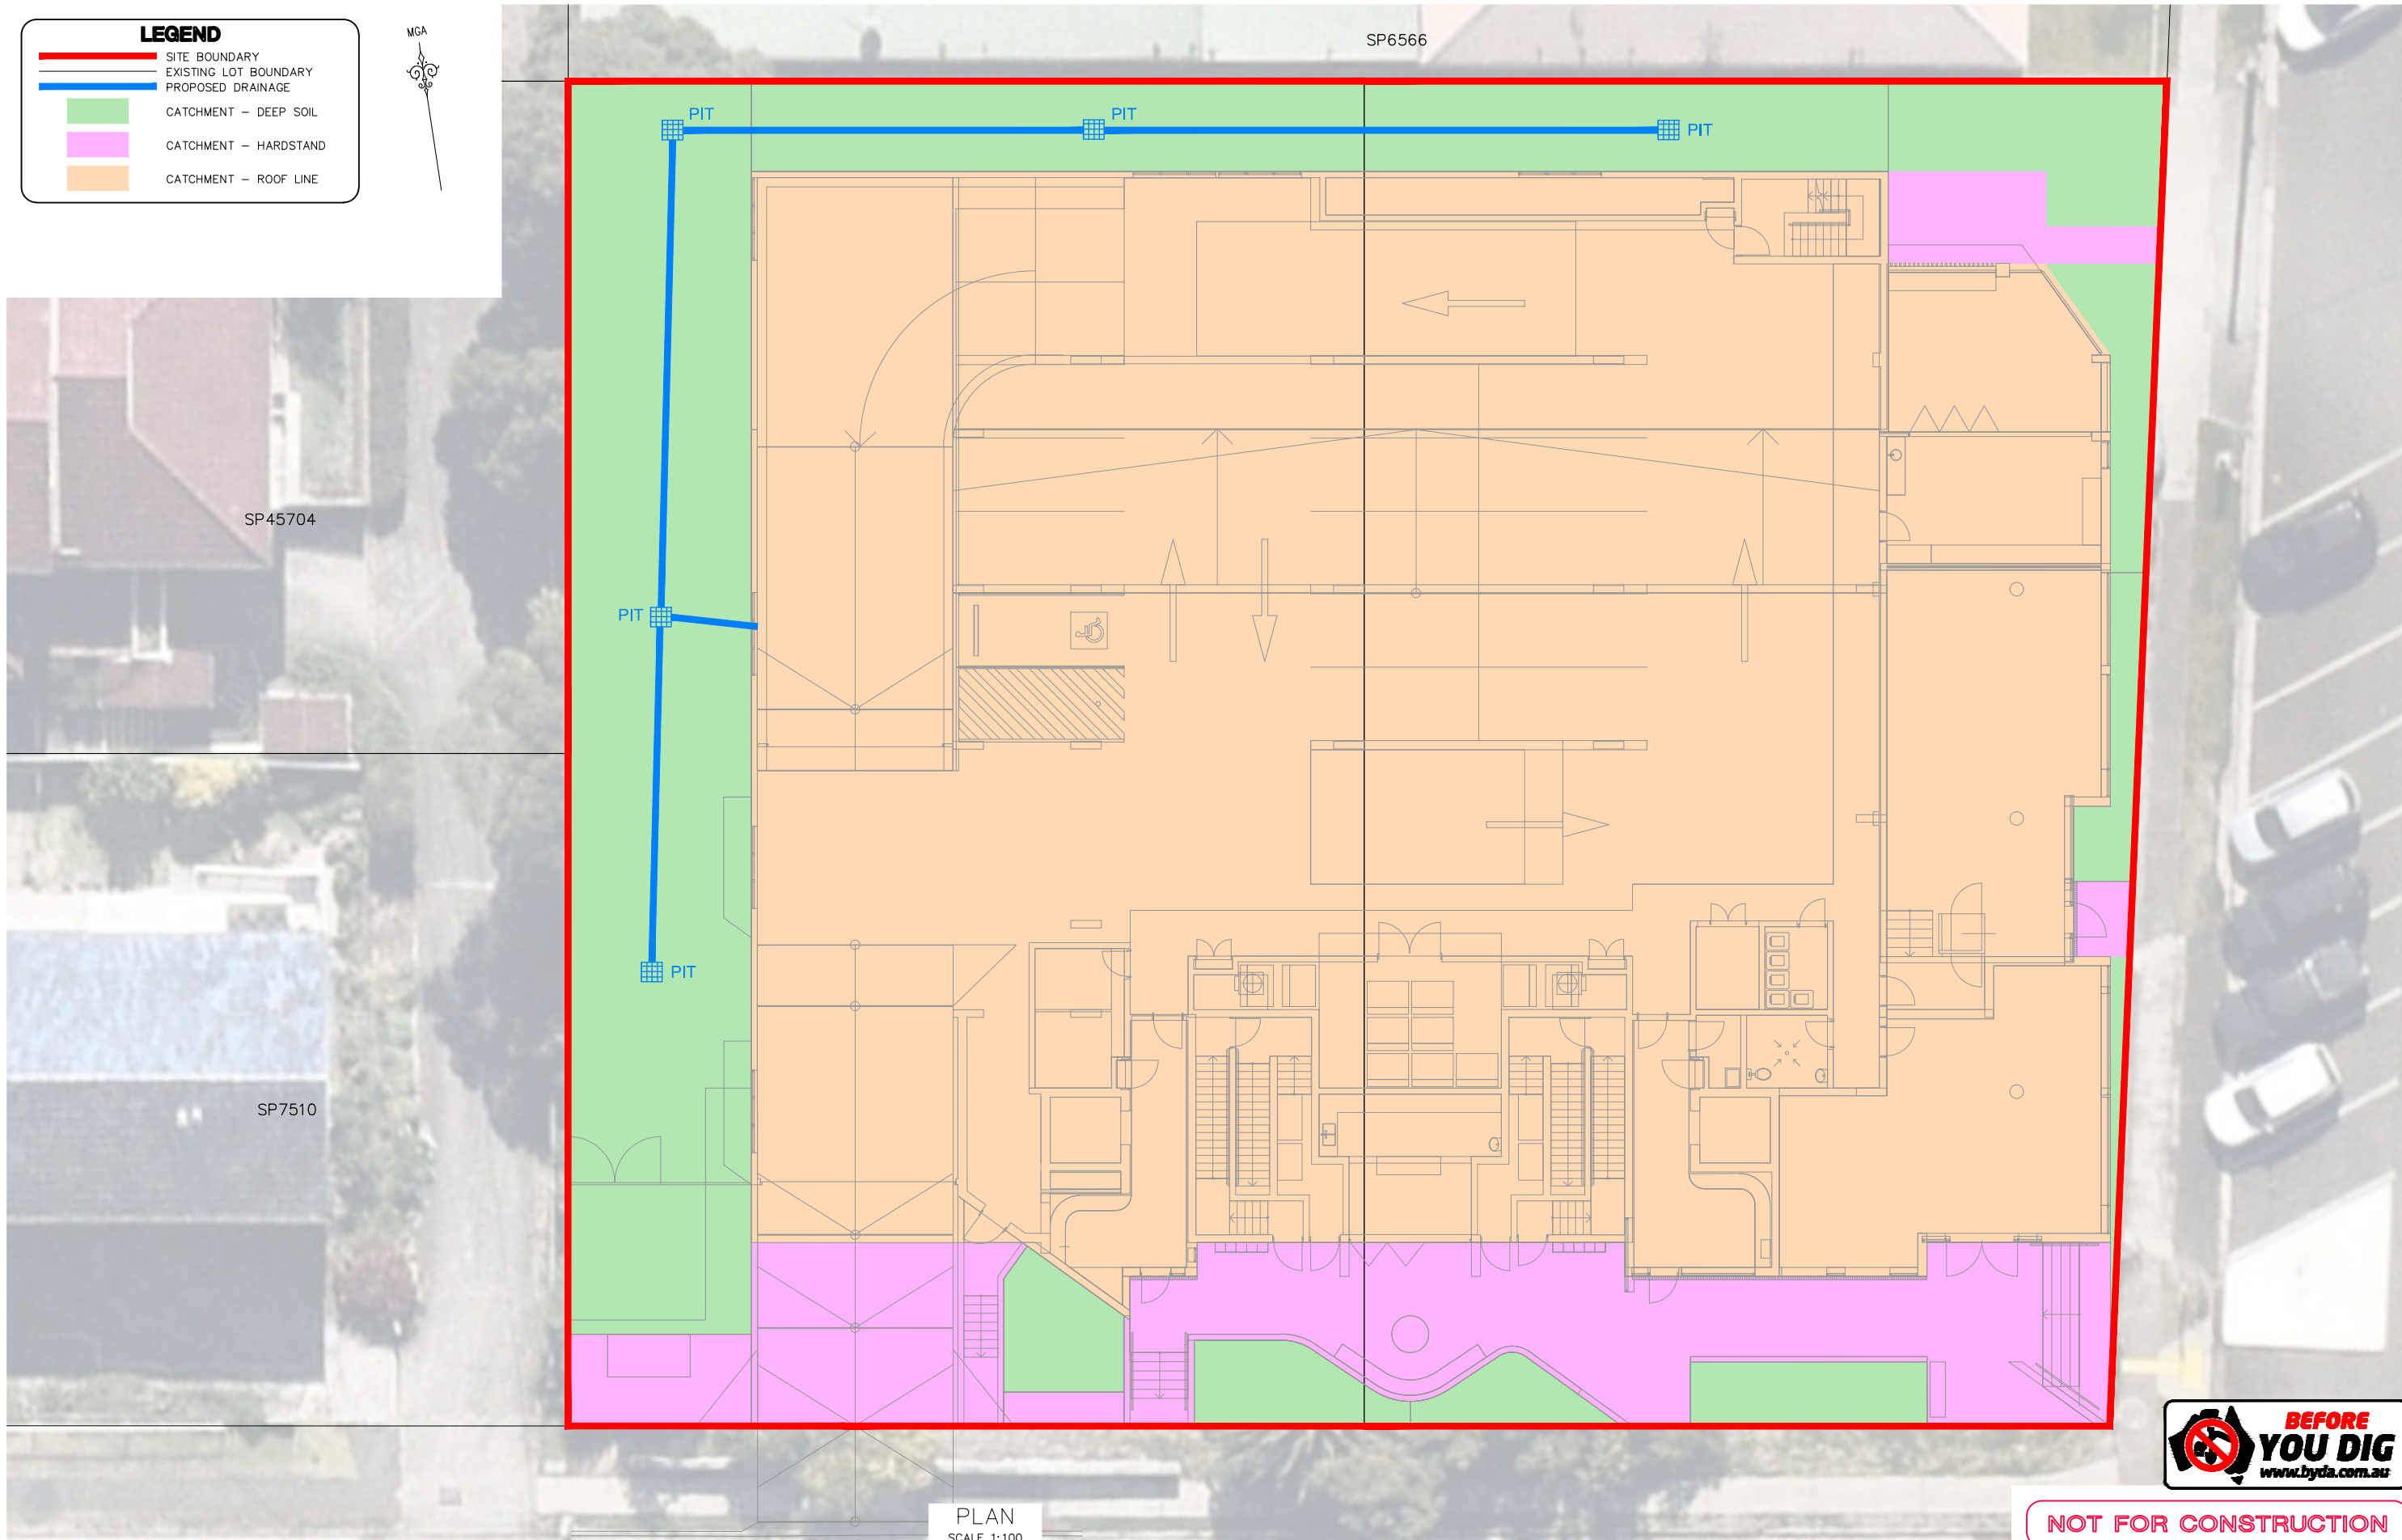 LEGEND
SITE BOUNDARY
EXISTING LOT BOUNDARY
PROPOSED DRAINAGE
CATCHMENT - DEEP SOIL
CATCHMENT - HARDSTAND
CATCHMENT - ROOF LINE
MGA
SP6566
PIT
PIT
PIT
SP45704
PIT
PIT
SP7510
BEFORE
YOU DIG
www.byda.com.au
PLAN
SCALE 1:100
NOT FOR CONSTRUCTION